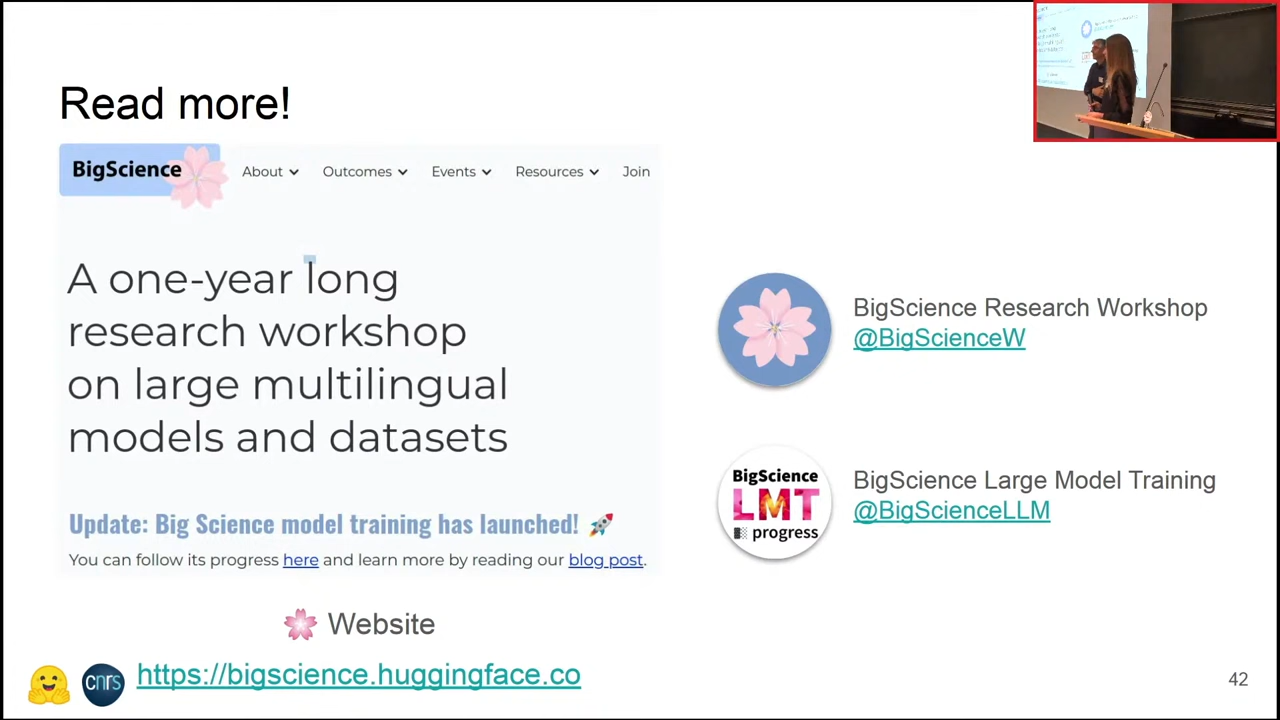 Read more!
BigScience
About Outcomes Events Resources Join
A one-year long
research workshop
on large multilingual
models and datasets
Update: Big Science model training has launched! 🚀
You can follow its progress here and learn more by reading our blog post.
🌸 Website
https://bigscience.huggingface.co
BigScience Research Workshop
@BigScienceW
BigScience Large Model Training
@BigScienceLLM
BigScience
LMT
progress
cnrs
42